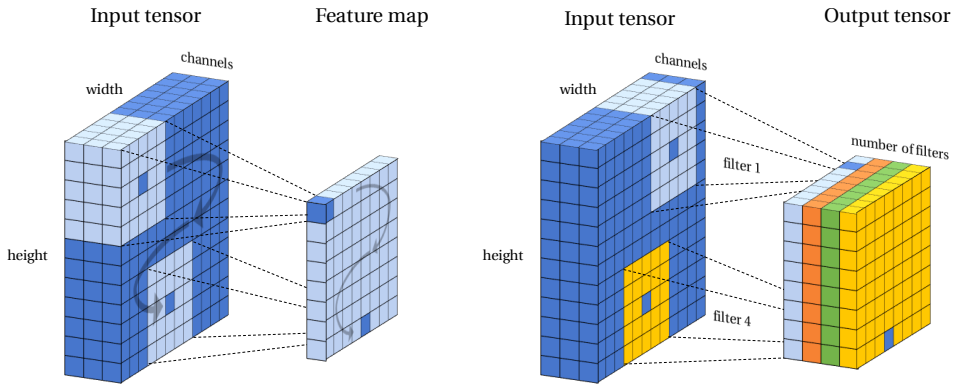 Input tensor
Feature map
channels
width
height
Input tensor
Output tensor
channels
width
number of filters
filter 1
height
filter 4